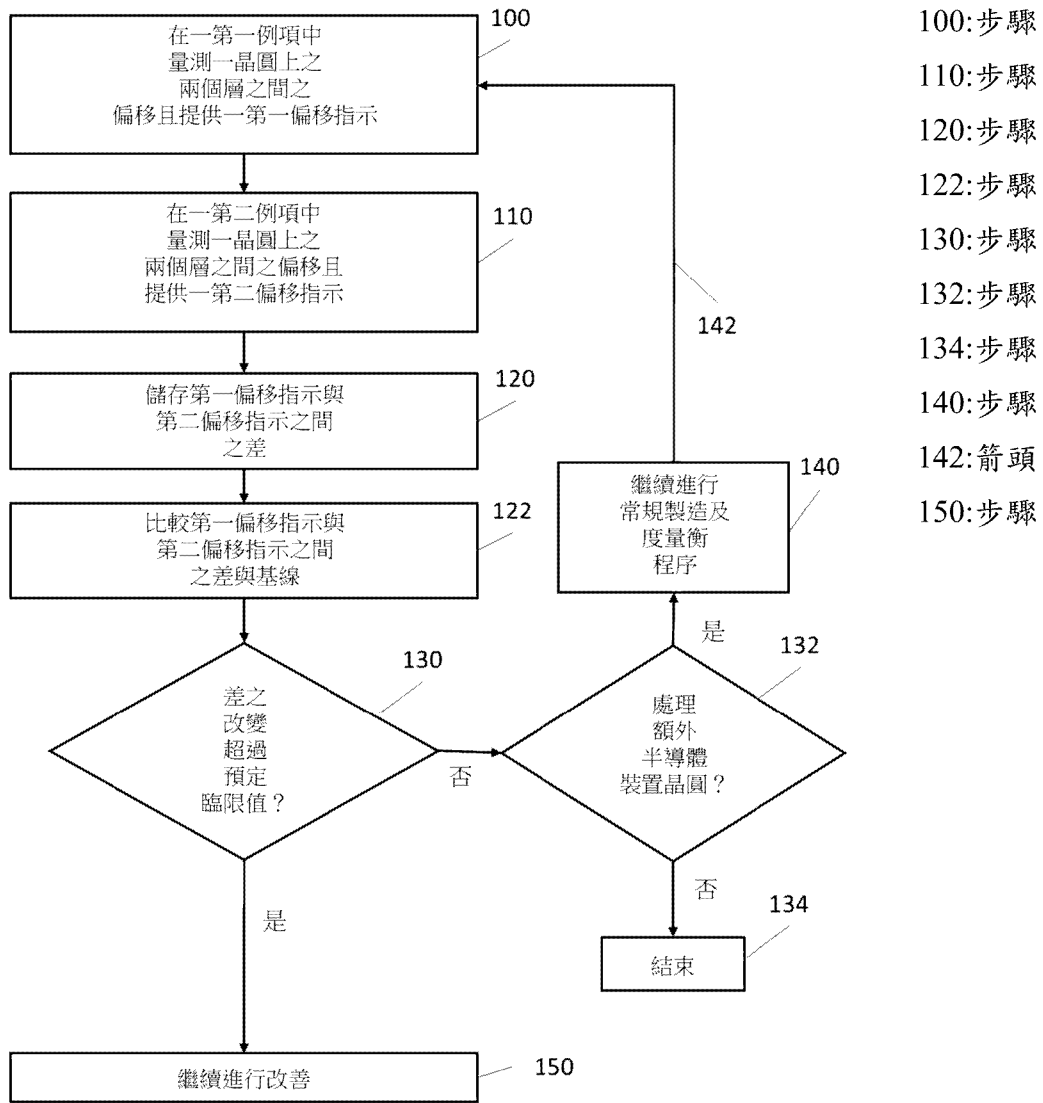 100
在一第一例項中
量測一晶圓上之
兩個層之間之
偏移且提供一第一偏移指示
在一第二例項中
量測一晶圓上之
兩個層之間之偏移且
提供一第二偏移指示
110
142
儲存第一偏移指示與
第二偏移指示之間
之差
120
比較第一偏移指示與
第二偏移指示之間
之差與基線
122
繼續進行
常規製造及
度量衡
程序
140
是
差之
改變
超過
預定
臨限值？
130
否
處理
額外
半導體
裝置晶圓？
132
否
是
結束
134
繼續進行改善
150
100:步驟
110:步驟
120:步驟
122:步驟
130:步驟
132:步驟
134:步驟
140:步驟
142:箭頭
150:步驟